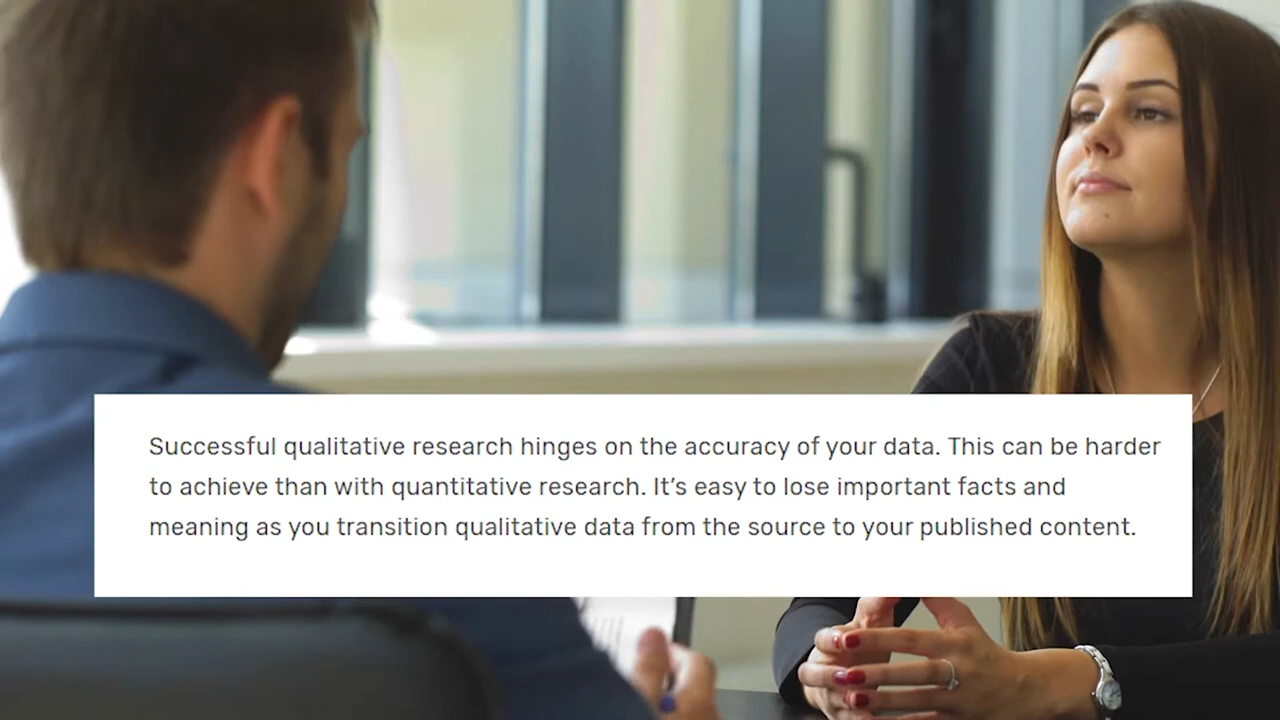 Successful qualitative research hinges on the accuracy of your data. This can be harder
to achieve than with quantitative research. It’s easy to lose important facts and
meaning as you transition qualitative data from the source to your published content.